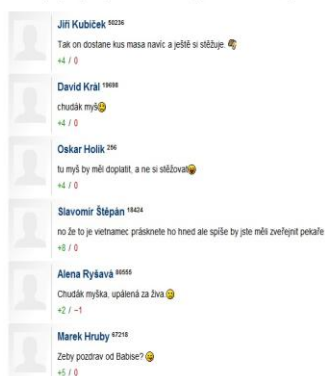 Jiří Kubíček 50236
Tak on dostane kus masa navíc a ještě si stěžuje.
+4 / 0
David Král
chudák myš
+4 / 0
Oskar Holík 256
tu myš by měl doplatit, a ne si stěžovat
+4 / 0
Slavomír Štěpán 18424
no že to je vietnamec prásknete ho hned ale spíše by jste měli zveřejnit pekaře
+8 / 0
Alena Ryšavá
Chudák myška, upálená za živa.
+2 / −1
Marek Hruby 67218
Zeby pozdrav od Babise?
+5 / 0